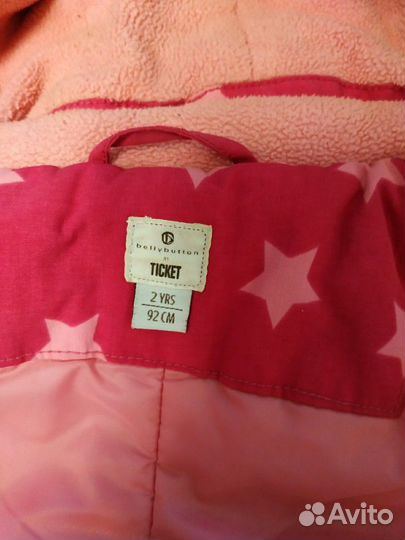 bellybutton
BY
TICKET
2 YRS
92 CM
Avito